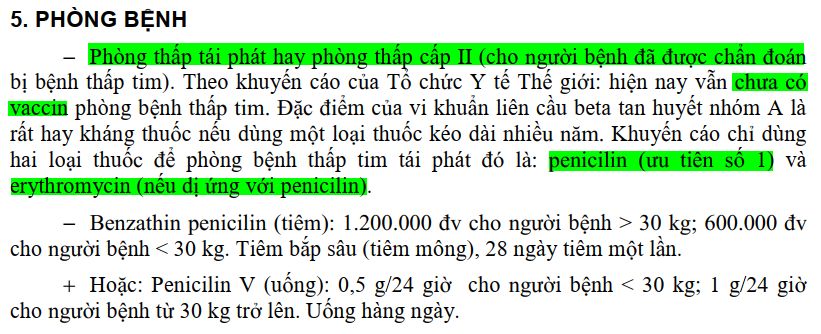 5. PHÒNG BỆNH
– Phòng thấp tái phát hay phòng thấp cấp II (cho người bệnh đã được chẩn đoán
bị bệnh thấp tim). Theo khuyến cáo của Tổ chức Y tế Thế giới: hiện nay vẫn chưa có
vaccin phòng bệnh thấp tim. Đặc điểm của vi khuẩn liên cầu beta tan huyết nhóm A là
rất hay kháng thuốc nếu dùng một loại thuốc kéo dài nhiều năm. Khuyến cáo chỉ dùng
hai loại thuốc để phòng bệnh thấp tim tái phát đó là: penicilin (ưu tiên số 1) và
erythromycin (nếu dị ứng với penicilin).
– Benzathin penicilin (tiêm): 1.200.000 đv cho người bệnh > 30 kg; 600.000 đv
cho người bệnh < 30 kg. Tiêm bắp sâu (tiêm mông), 28 ngày tiêm một lần.
+ Hoặc: Penicilin V (uống): 0,5 g/24 giờ cho người bệnh < 30 kg; 1 g/24 giờ
cho người bệnh từ 30 kg trở lên. Uống hàng ngày.